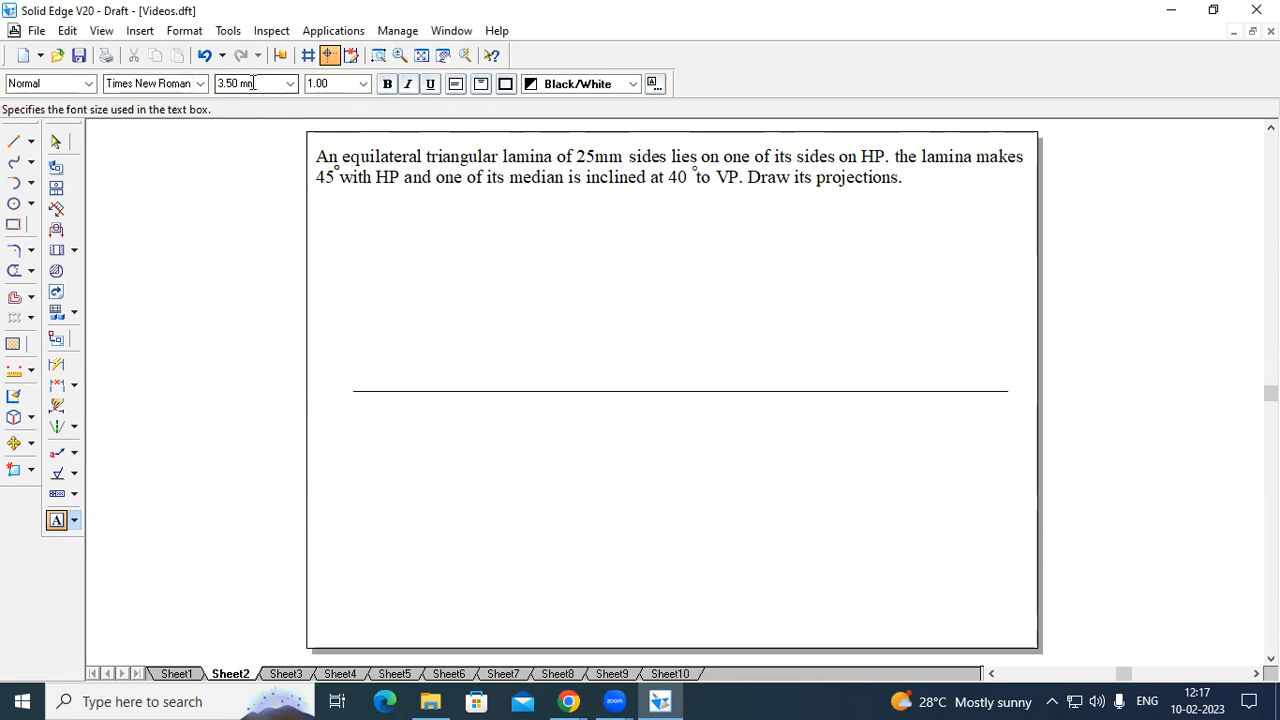 Solid Edge V20 - Draft - [Videos.dft]
File Edit View Insert Format Tools Inspect Applications Manage Window Help
Normal Times New Roman 3.50 mm 1.00 B I U Black/White A...
Specifies the font size used in the text box.
An equilateral triangular lamina of 25mm sides lies on one of its sides on HP. the lamina makes
45°with HP and one of its median is inclined at 40 °to VP. Draw its projections.
A
Sheet1 Sheet2 Sheet3 Sheet4 Sheet5 Sheet6 Sheet7 Sheet8 Sheet9 Sheet10
Type here to search zoom 28°C Mostly sunny ENG 12:17
10-02-2023